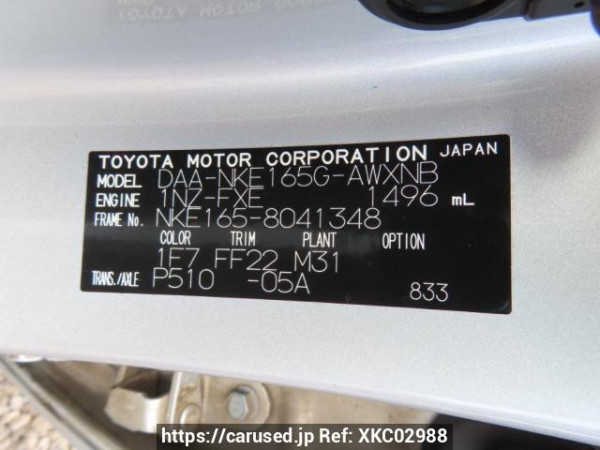 TOYOTA MOTOR CORPORATION JAPAN
MODEL DAA-NKE165G-AWXNB
ENGINE 1NZ-FXE 1496 mL
FRAME No. NKE165-8041348
COLOR TRIM PLANT OPTION
1F7 FF22 M31
TRANS./AXLE P510 -05A 833
https://carused.jp Ref: XKC02988